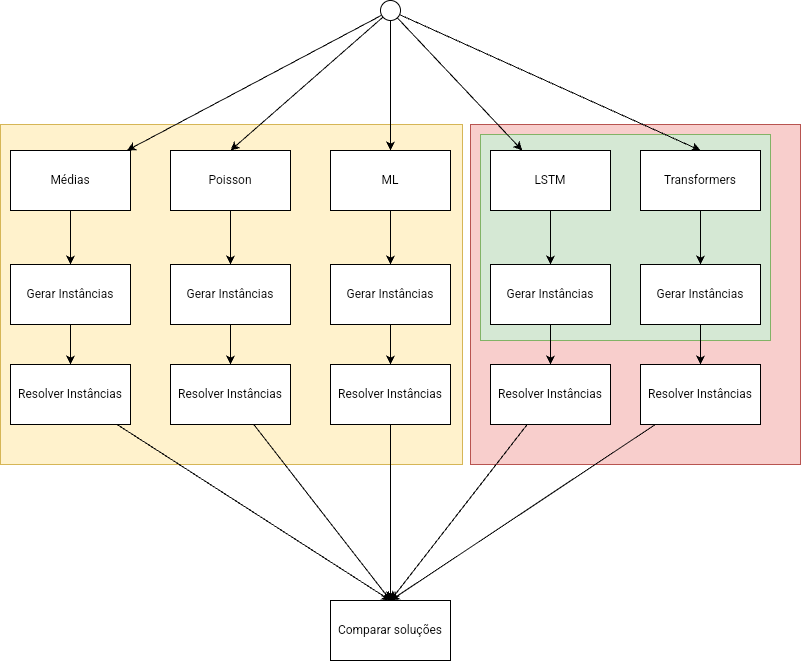 Médias
Poisson
ML
LSTM
Transformers
Gerar Instâncias
Gerar Instâncias
Gerar Instâncias
Gerar Instâncias
Gerar Instâncias
Resolver Instâncias
Resolver Instâncias
Resolver Instâncias
Resolver Instâncias
Resolver Instâncias
Comparar soluções